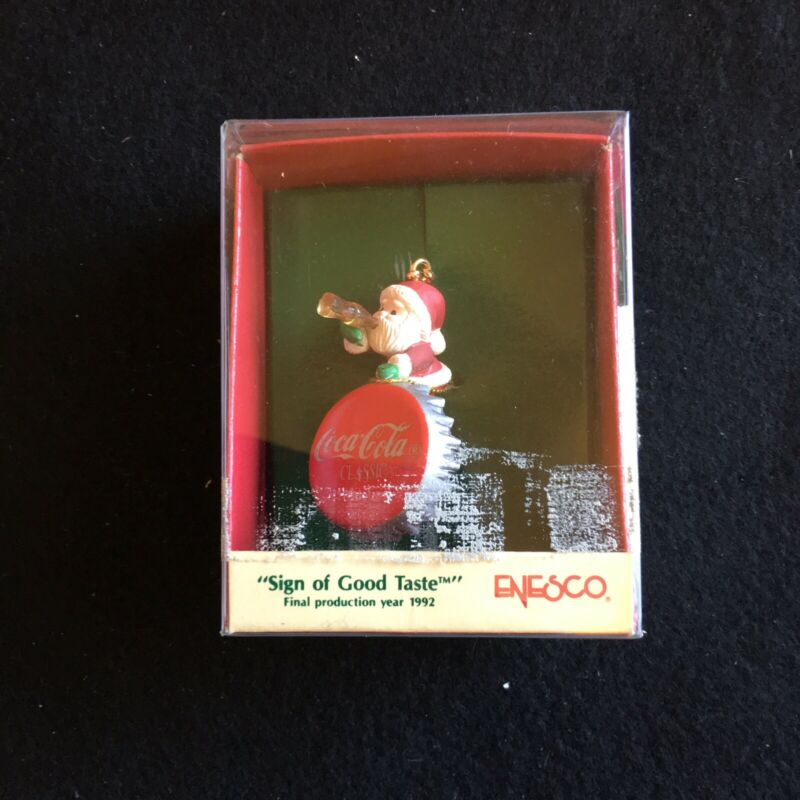 Coca-Cola ®
CLASSIC
“Sign of Good Taste™”
Final production year 1992
ENESCO®